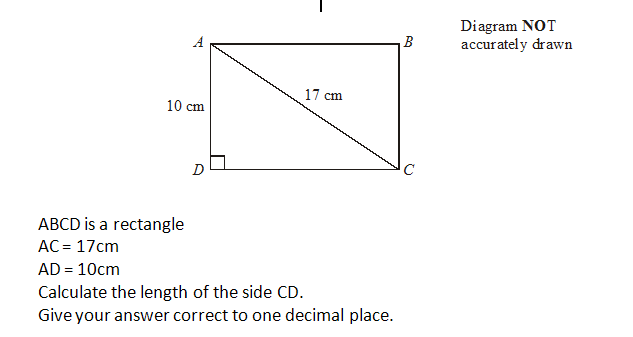 Diagram NOT
accurately drawn
A
B
17 cm
10 cm
D
C
ABCD is a rectangle
AC = 17cm
AD = 10cm
Calculate the length of the side CD.
Give your answer correct to one decimal place.